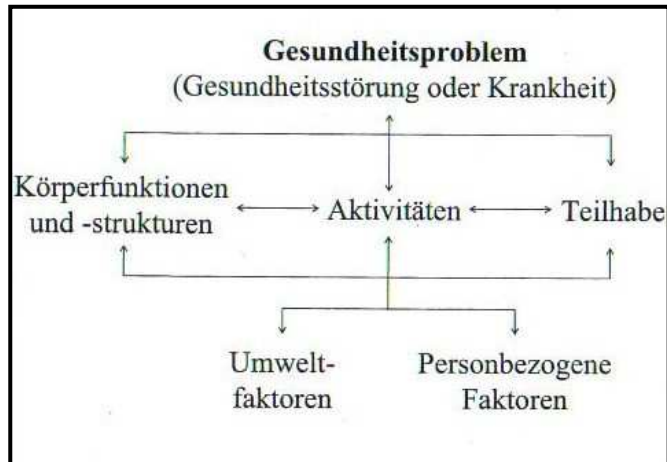 Gesundheitsproblem
(Gesundheitsstörung oder Krankheit)
Körperfunktionen
und -strukturen
Aktivitäten
Teilhabe
Umwelt-
faktoren
Personbezogene
Faktoren